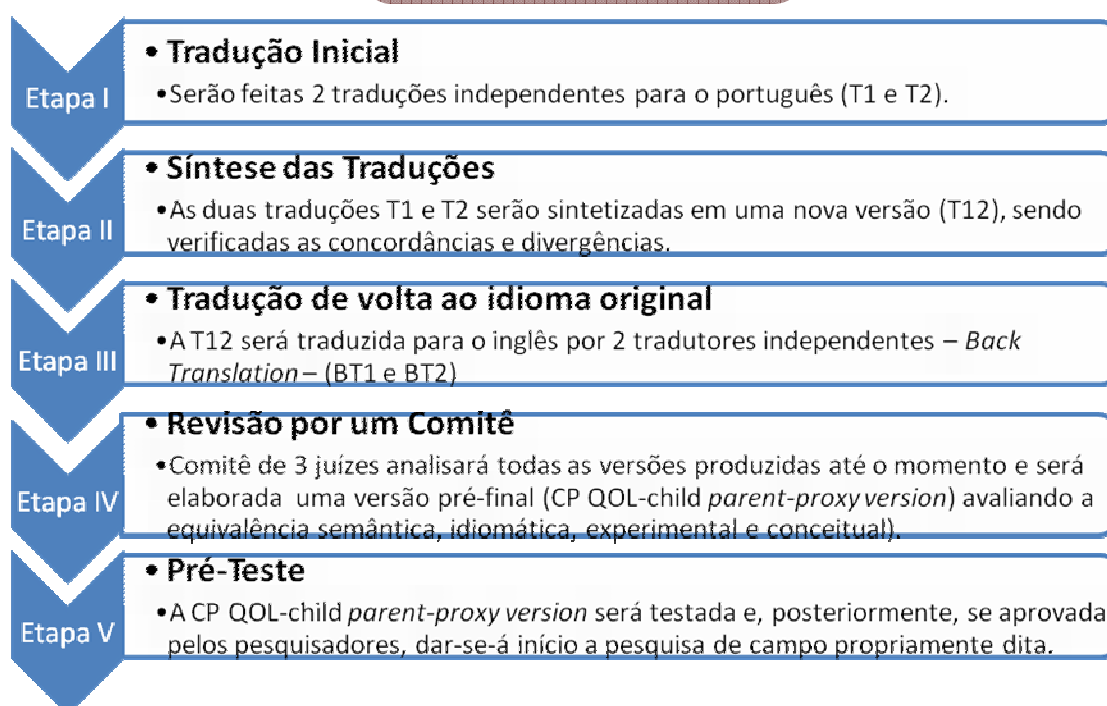 Etapa I
• Tradução Inicial
•Serão feitas 2 traduções independentes para o português (T1 e T2).
Etapa II
• Síntese das Traduções
•As duas traduções T1 e T2 serão sintetizadas em uma nova versão (T12), sendo
verificadas as concordâncias e divergências.
Etapa III
• Tradução de volta ao idioma original
•A T12 será traduzida para o inglês por 2 tradutores independentes – Back
Translation – (BT1 e BT2)
Etapa IV
• Revisão por um Comitê
•Comitê de 3 juízes analisará todas as versões produzidas até o momento e será
elaborada uma versão pré-final (CP QOL-child parent-proxy version) avaliando a
equivalência semântica, idiomática, experimental e conceitual).
Etapa V
• Pré-Teste
•A CP QOL-child parent-proxy version será testada e, posteriormente, se aprovada
pelos pesquisadores, dar-se-á início a pesquisa de campo propriamente dita.